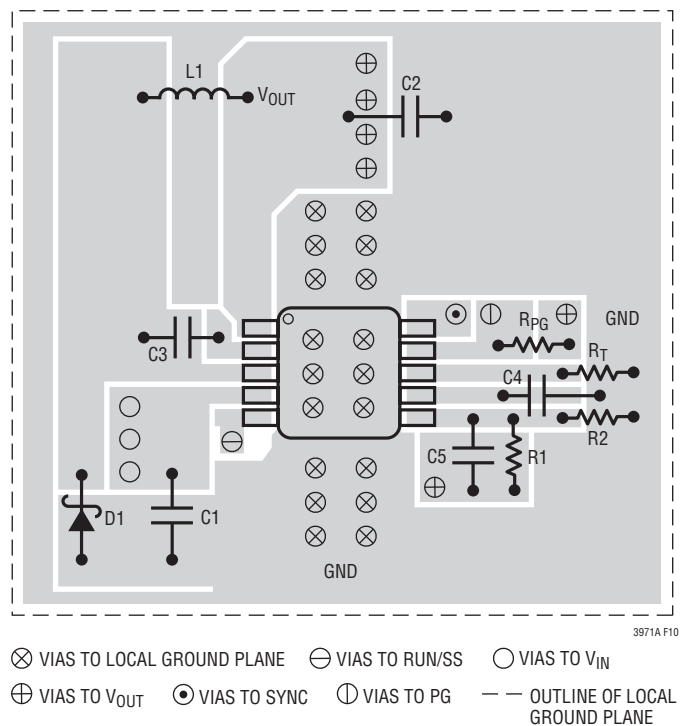 L1
VOUT
C2
C3
RPG
GND
RT
C4
R2
C5
R1
D1
C1
GND
3971A F10
VIAS TO LOCAL GROUND PLANE
VIAS TO RUN/SS
VIAS TO VIN
VIAS TO VOUT
VIAS TO SYNC
VIAS TO PG
OUTLINE OF LOCAL
GROUND PLANE